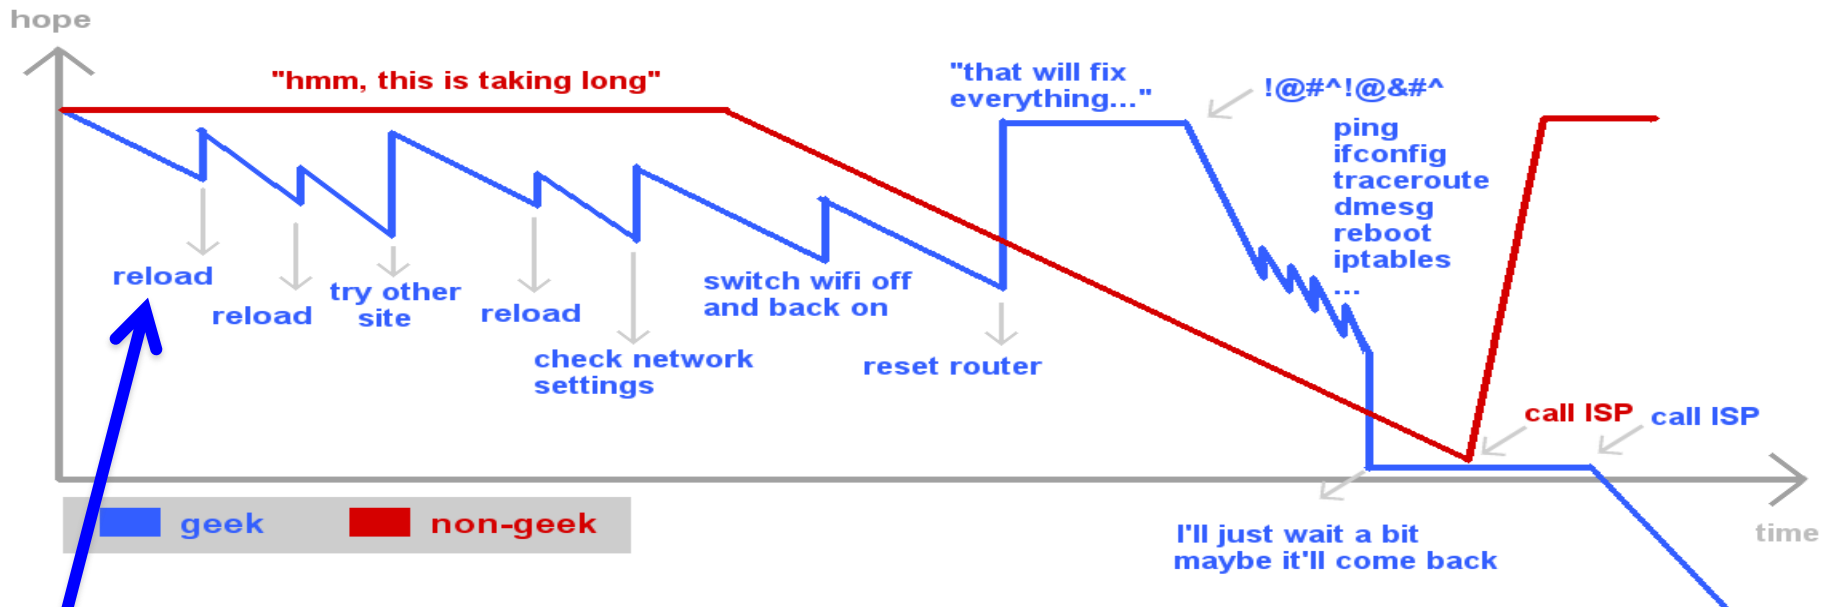 hope
"hmm, this is taking long"
"that will fix
everything..."
!@#^!@&#^
ping
ifconfig
traceroute
dmesg
reboot
iptables
...
reload
reload
try other
site
reload
check network
settings
switch wifi off
and back on
reset router
call ISP
call ISP
I'll just wait a bit
maybe it'll come back
time
geek
non-geek